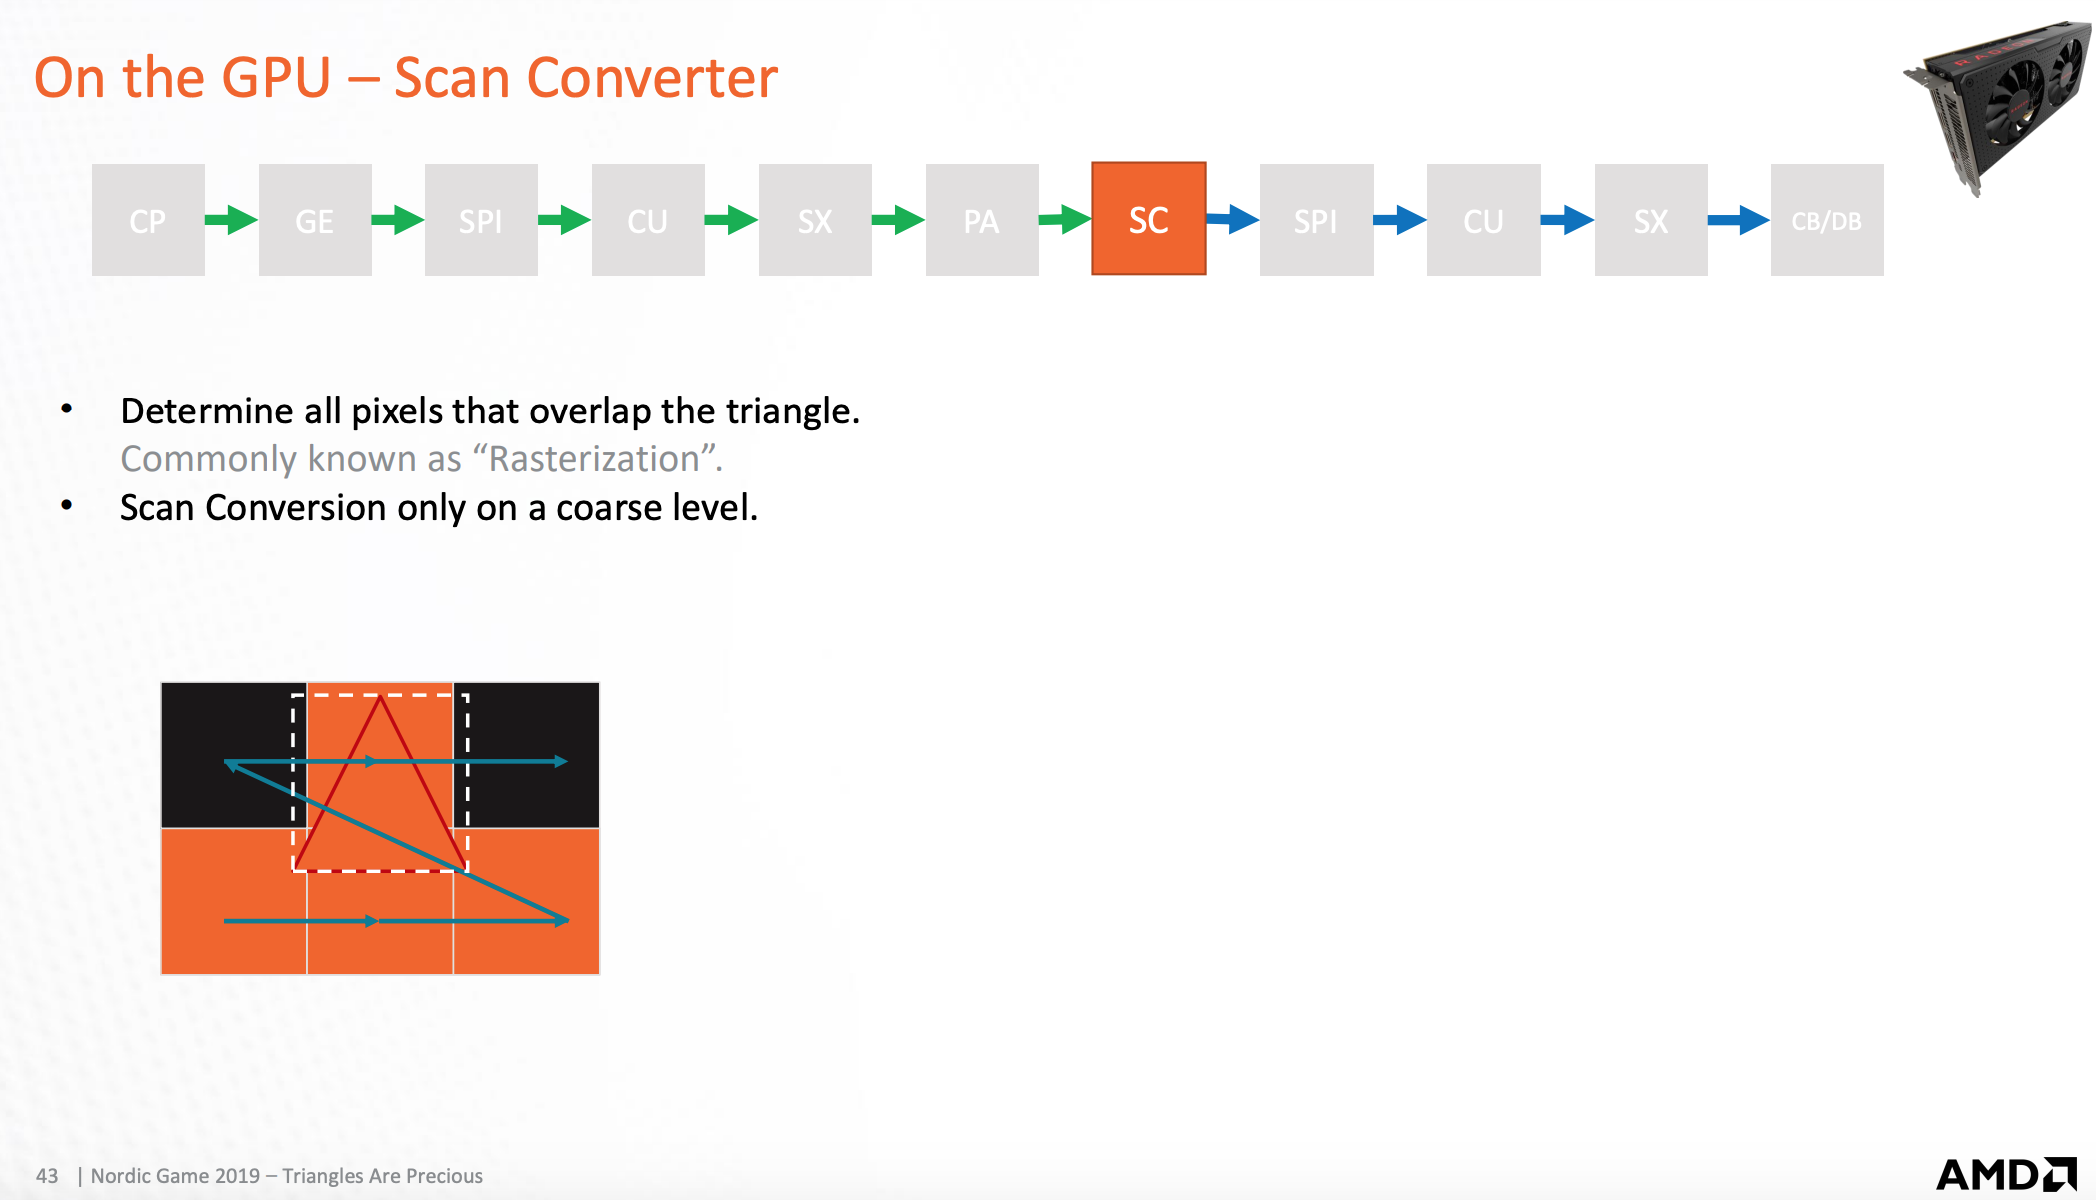 On the GPU – Scan Converter
RADEON
CP
GE
SPI
CU
SX
PA
SC
SPI
CU
SX
CB/DB
• Determine all pixels that overlap the triangle.
Commonly known as “Rasterization”.
• Scan Conversion only on a coarse level.
43 | Nordic Game 2019 – Triangles Are Precious
AMD